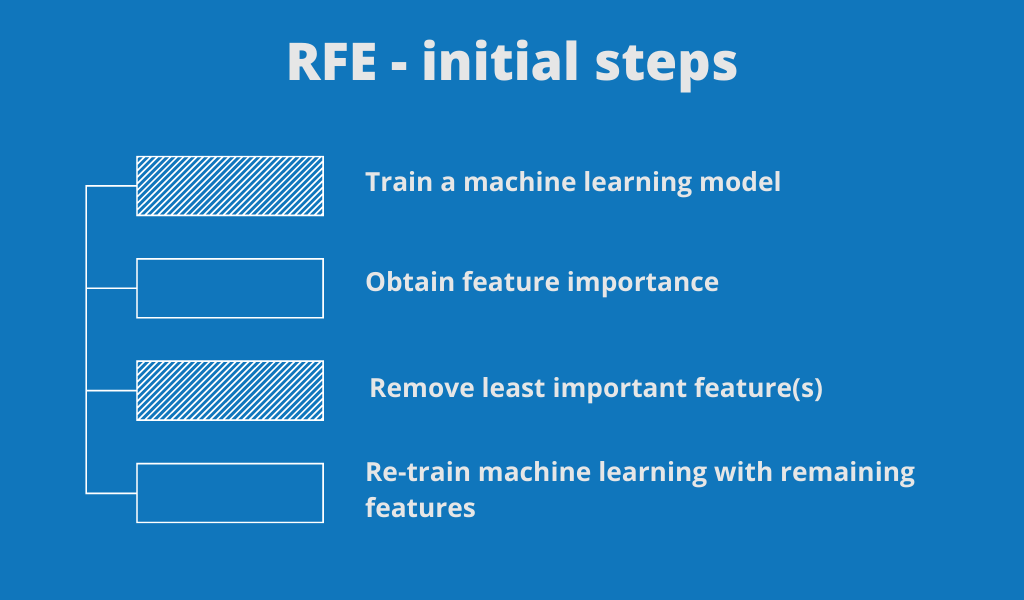 RFE - initial steps
Train a machine learning model
Obtain feature importance
Remove least important feature(s)
Re-train machine learning with remaining
features